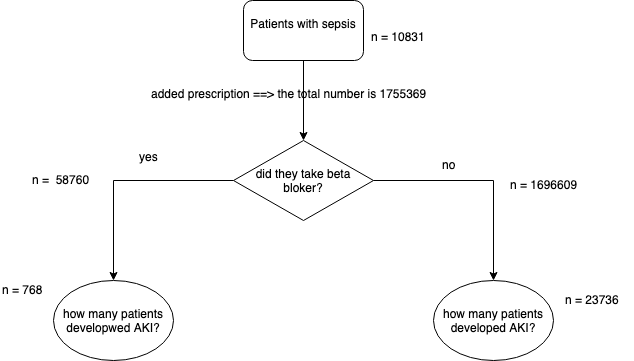 Patients with sepsis
n = 10831
added prescription ==> the total number is 1755369
yes
no
did they take beta
bloker?
n =  58760
n = 1696609
n = 768
n = 23736
how many patients
developwed AKI?
how many patients
developed AKI?